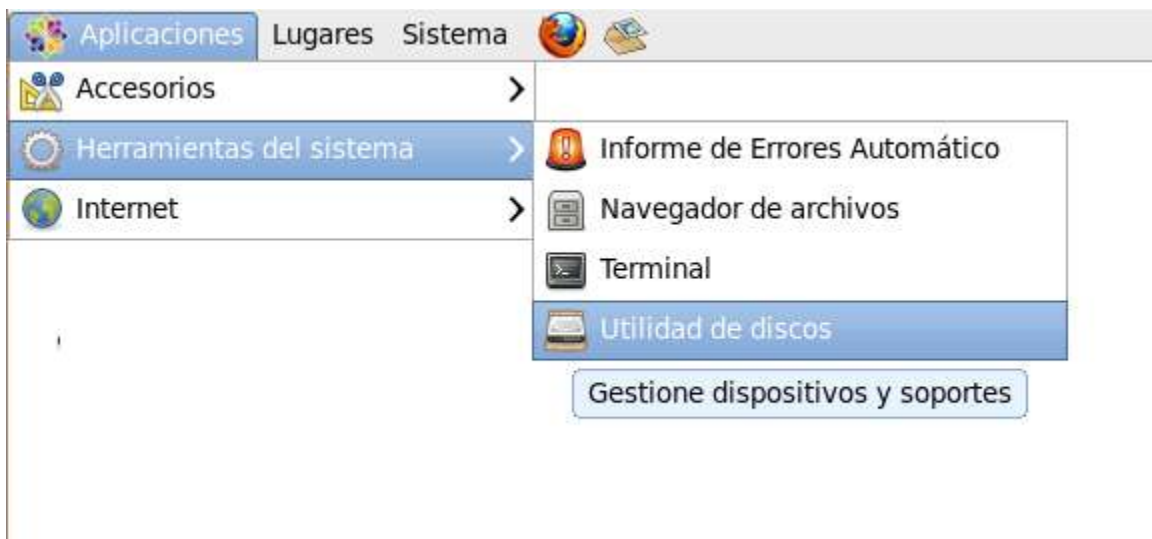 Aplicaciones Lugares Sistema
Accesorios
Herramientas del sistema
Internet
Informe de Errores Automático
Navegador de archivos
Terminal
Utilidad de discos
Gestione dispositivos y soportes